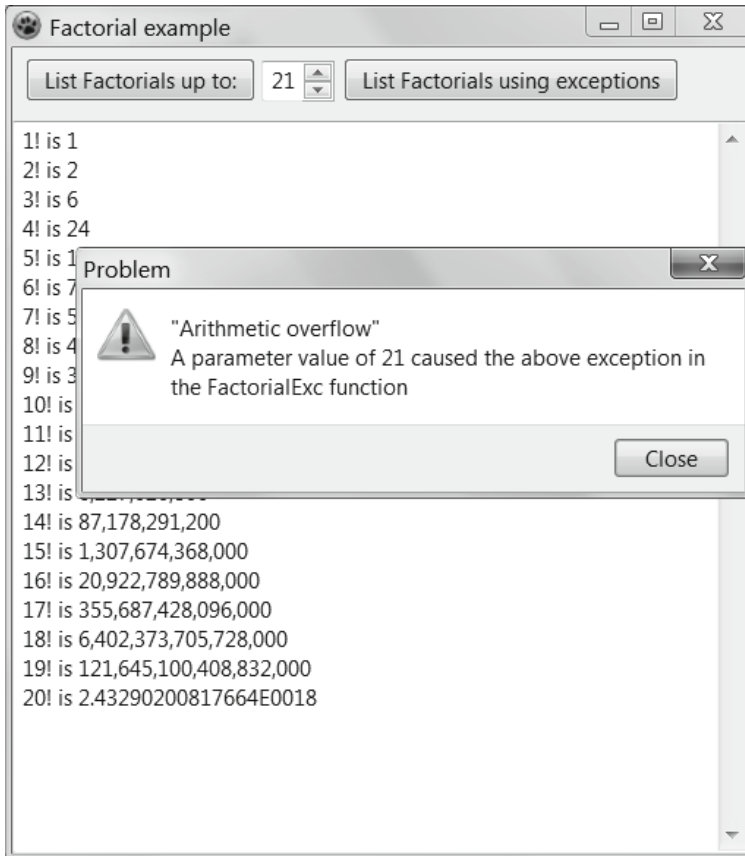 Factorial example
List Factorials up to: 21 List Factorials using exceptions
1! is 1
2! is 2
3! is 6
4! is 24
5! is 1
6! is 7
7! is 5
8! is 4
9! is 3
10! is
11! is
12! is
13! is
14! is 87,178,291,200
15! is 1,307,674,368,000
16! is 20,922,789,888,000
17! is 355,687,428,096,000
18! is 6,402,373,705,728,000
19! is 121,645,100,408,832,000
20! is 2.43290200817664E0018
Problem
"Arithmetic overflow"
A parameter value of 21 caused the above exception in
the FactorialExc function
Close